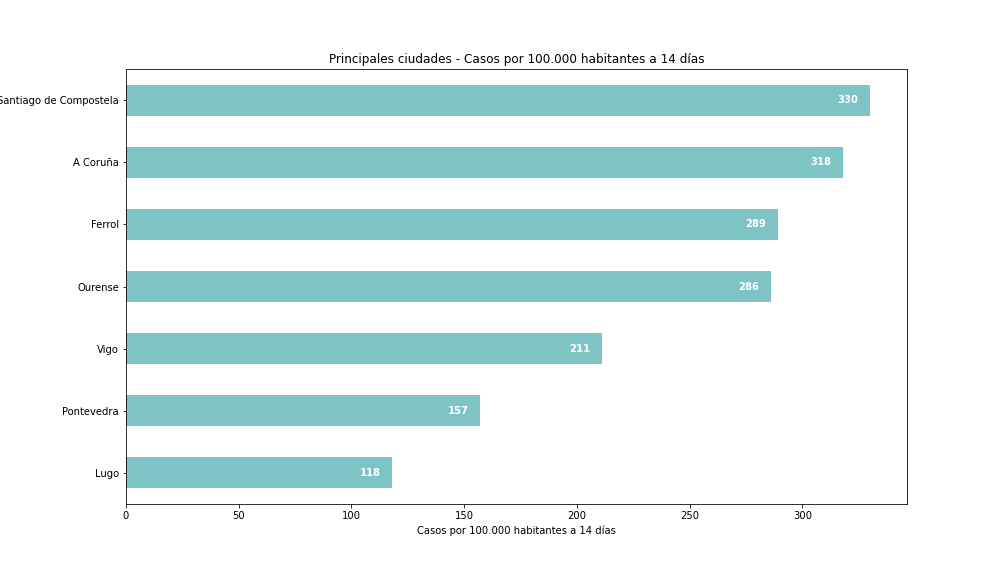 Principales ciudades - Casos por 100.000 habitantes a 14 días
Santiago de Compostela 330
A Coruña 318
Ferrol 289
Ourense 286
Vigo 211
Pontevedra 157
Lugo 118
0 50 100 150 200 250 300
Casos por 100.000 habitantes a 14 días